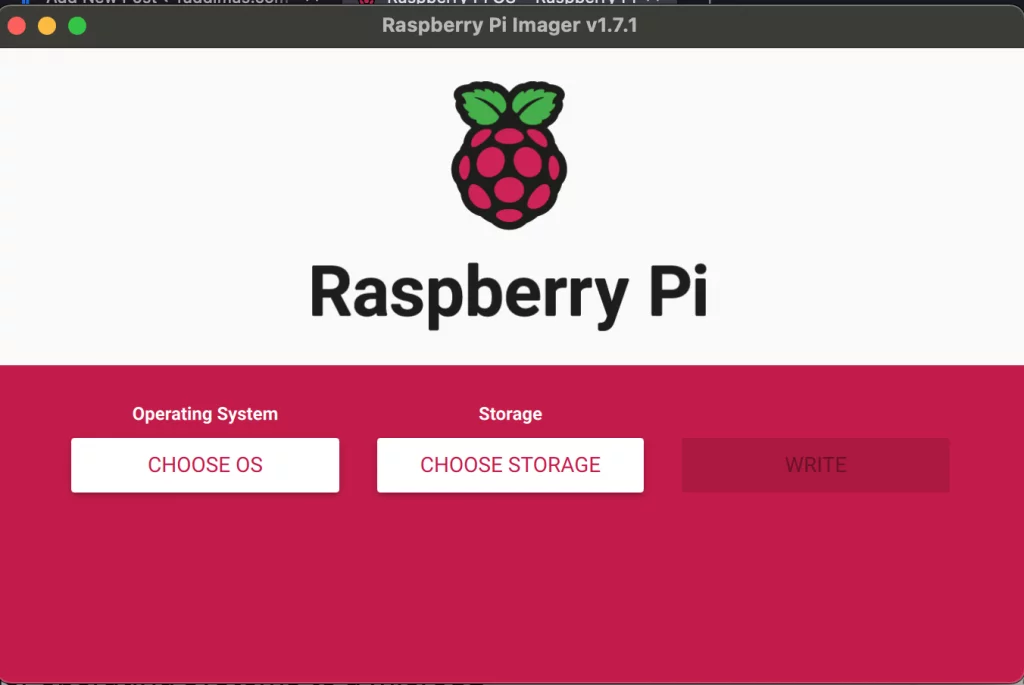 Raspberry Pi Imager v1.7.1
Raspberry Pi
Operating System
Storage
CHOOSE OS
CHOOSE STORAGE
WRITE